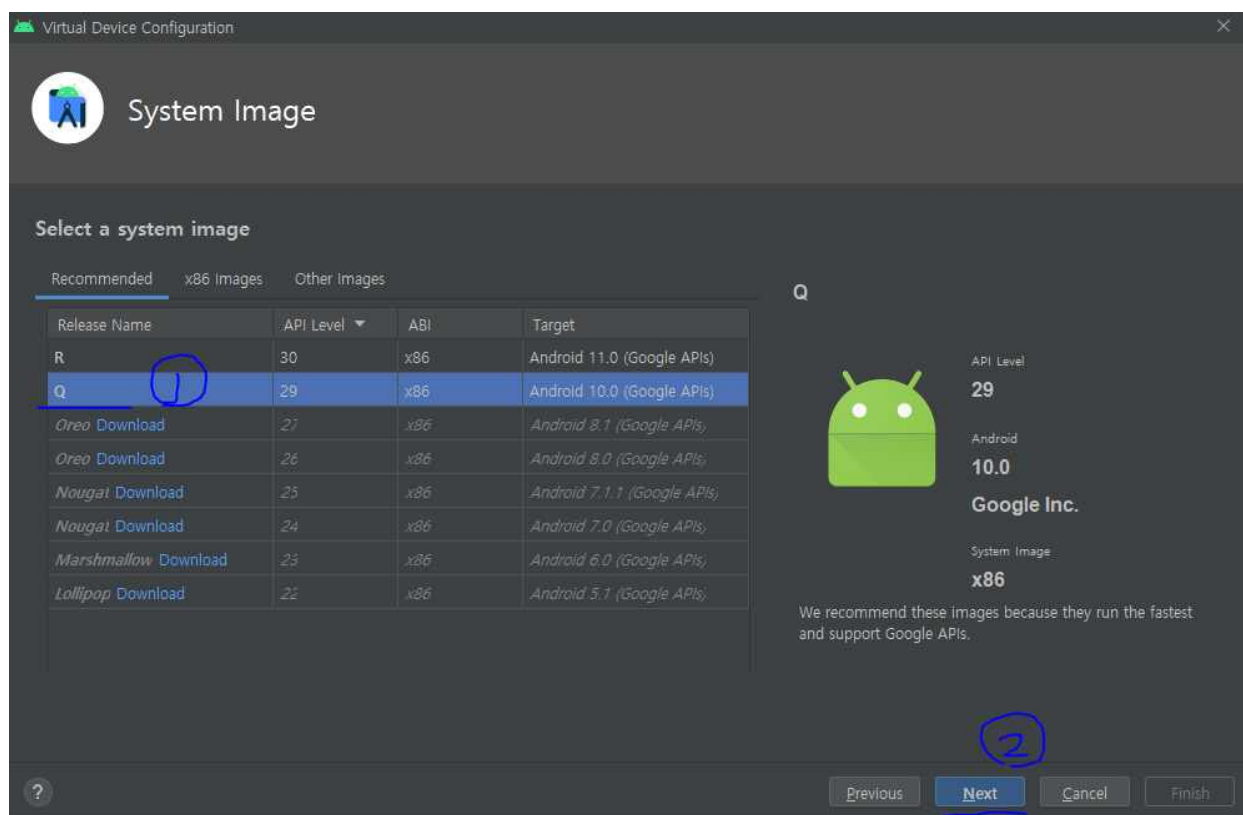 Virtual Device Configuration
System Image
Select a system image
Recommended x86 Images Other Images
Release Name API Level ABI Target
R 30 x86 Android 11.0 (Google APIs)
Q 29 x86 Android 10.0 (Google APIs)
Oreo Download 27 x86 Android 8.1 (Google APIs)
Oreo Download 26 x86 Android 8.0 (Google APIs)
Nougat Download 25 x86 Android 7.1.1 (Google APIs)
Nougat Download 24 x86 Android 7.0 (Google APIs)
Marshmallow Download 23 x86 Android 6.0 (Google APIs)
Lollipop Download 22 x86 Android 5.1 (Google APIs)
1
Q
API Level
29
Android
10.0
Google Inc.
System Image
x86
We recommend these images because they run the fastest
and support Google APIs.
2
? Previous Next Cancel Finish